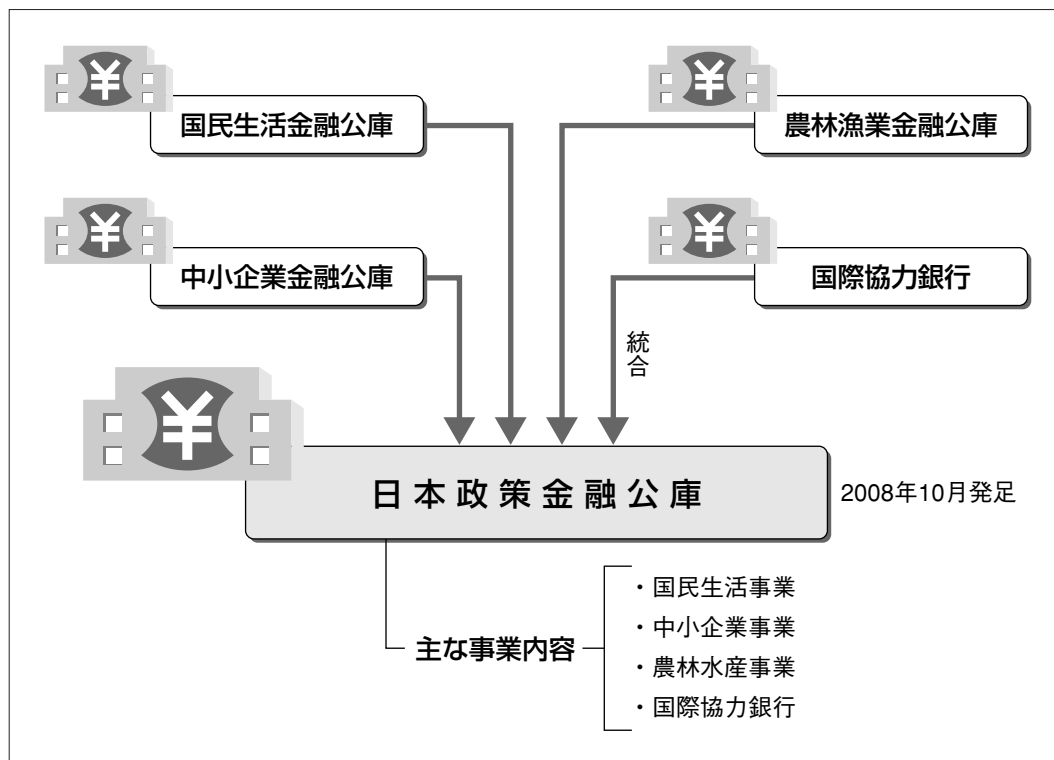 ¥
国民生活金融公庫
¥
農林漁業金融公庫
¥
中小企業金融公庫
¥
国際協力銀行
統合
¥
日本政策金融公庫
2008年10月発足
主な事業内容
・国民生活事業
・中小企業事業
・農林水産事業
・国際協力銀行